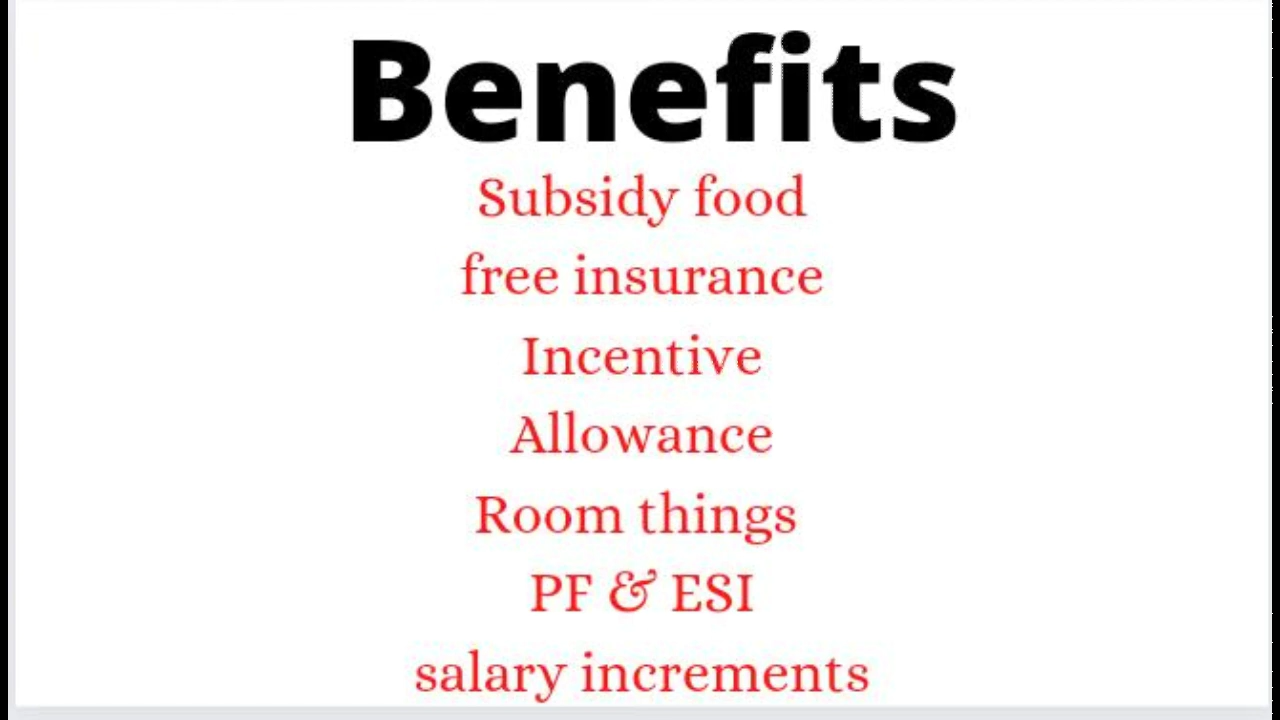 Benefits
Subsidy food
free insurance
Incentive
Allowance
Room things
PF & ESI
salary increments